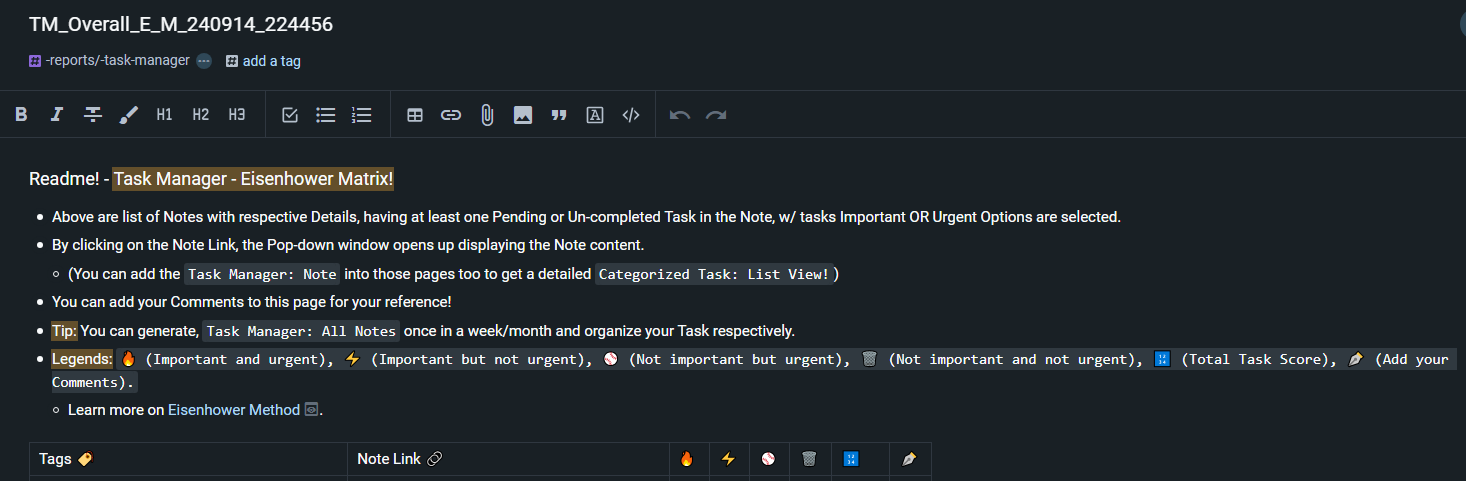 TM_Overall_E_M_240914_224456
-reports/-task-manager ••• add a tag
B I S H1 H2 H3 A </>
Readme! - Task Manager - Eisenhower Matrix!
Above are list of Notes with respective Details, having at least one Pending or Un-completed Task in the Note, w/ tasks Important OR Urgent Options are selected.
By clicking on the Note Link, the Pop-down window opens up displaying the Note content.
(You can add the Task Manager: Note into those pages too to get a detailed Categorized Task: List View!)
You can add your Comments to this page for your reference!
Tip: You can generate, Task Manager: All Notes once in a week/month and organize your Task respectively.
Legends: 🔥 (Important and urgent), ⚡ (Important but not urgent), ⚾ (Not important but urgent), 🗑️ (Not important and not urgent), 🔢 (Total Task Score), ✒️ (Add your
Comments).
Learn more on Eisenhower Method.
Tags 🏷️ Note Link 🔗 🔥 ⚡ ⚾ 🗑️ 🔢 ✒️